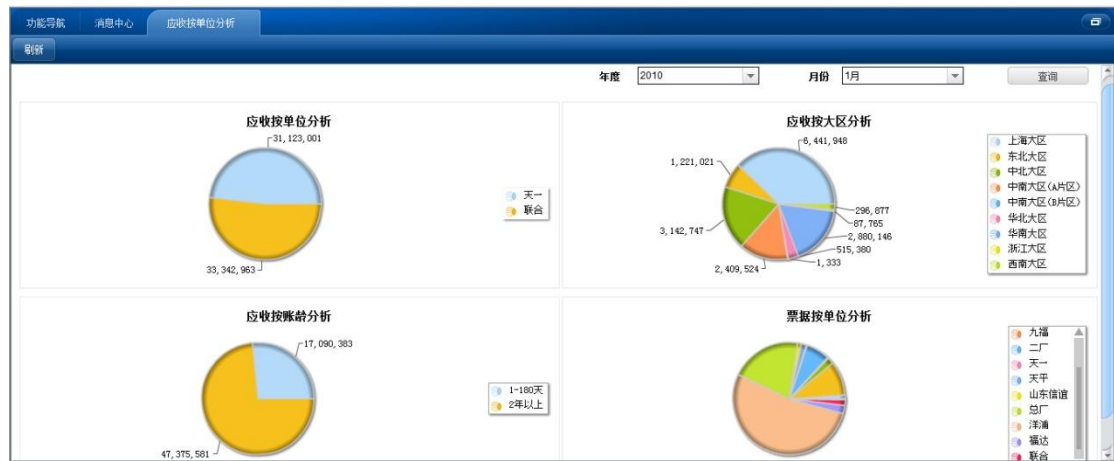 功能导航 消息中心 应收按单位分析
刷新
年度 2010 月份 1月 查询
应收按单位分析
31,123,001
33,342,963
天一
联合
应收按大区分析
6,441,948
1,221,021
3,142,747
2,409,524
296,877
87,765
2,880,146
515,380
1,333
上海大区
东北大区
中北大区
中南大区(A片区)
中南大区(B片区)
华北大区
华南大区
浙江大区
西南大区
应收按账龄分析
17,090,383
47,375,581
1-180天
2年以上
票据按单位分析
九福
二厂
天一
天平
山东信谊
总厂
洋浦
福达
联合